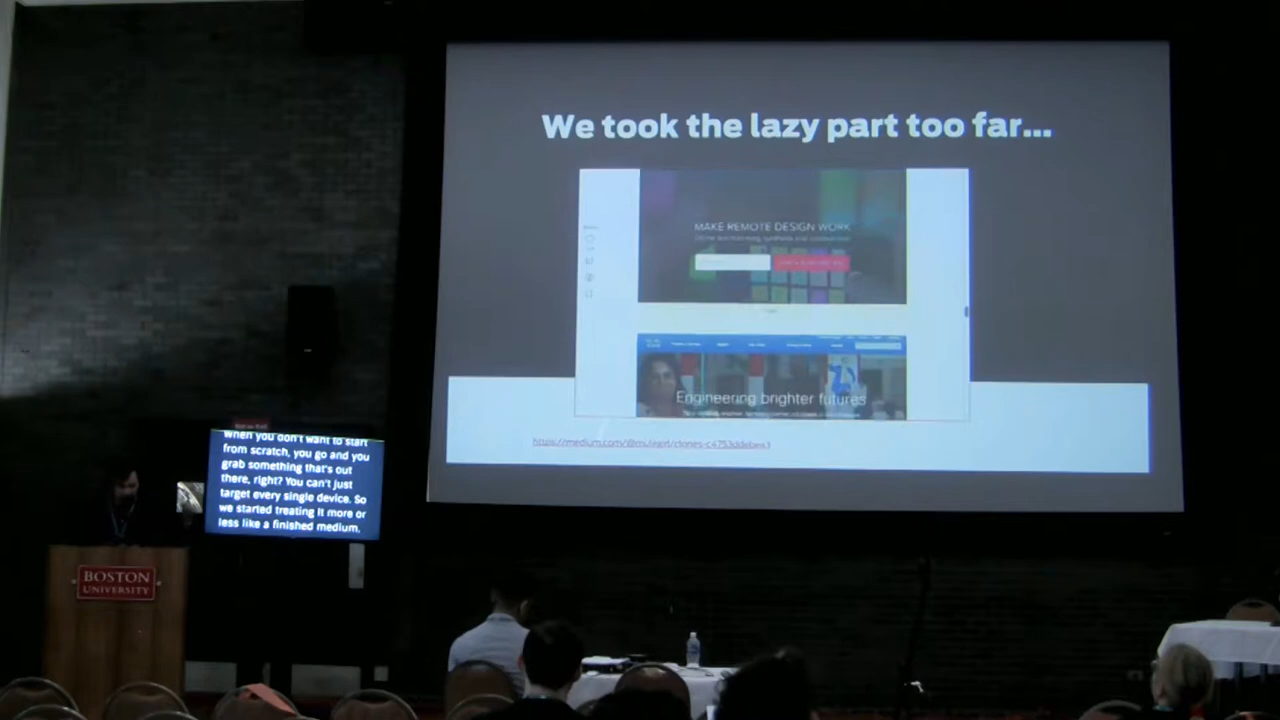 We took the lazy part too far...
MAKE REMOTE DESIGN WORK
Engineering brighter futures
when you don't want to start
from scratch, you go and you
grab something that's out
there, right? You can't just
target every single device. So
we started treating it more or
less like a finished medium.
BOSTON
UNIVERSITY